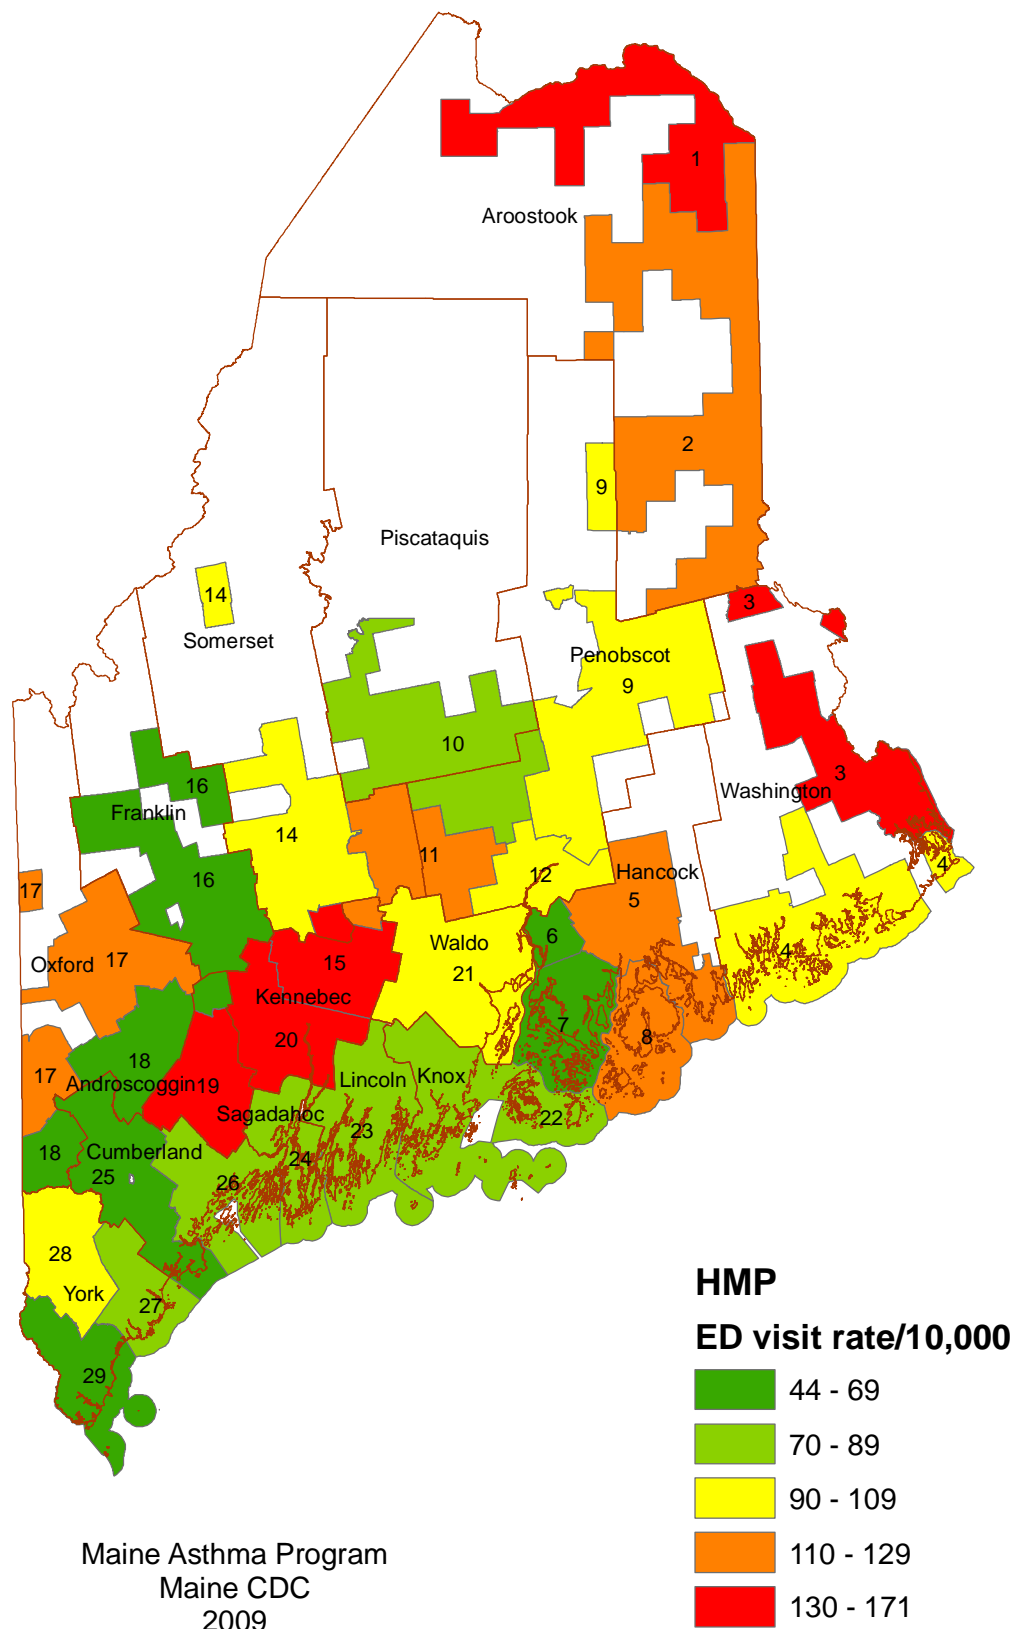 1
Aroostook
2
9
Piscataquis
14
3
Somerset
Penobscot
9
10
3
16
Washington
Franklin
14
11
4
12
Hancock
16
17
5
6
Waldo
17
15
4
Oxford
21
Kennebec
7
20
8
18
17
Androscoggin
19
Lincoln
Knox
Sagadahoc
22
23
Cumberland
18
24
25
26
28
York
27
29
HMP
ED visit rate/10,000
44 - 69
70 - 89
90 - 109
110 - 129
130 - 171
Maine Asthma Program
Maine CDC
2009